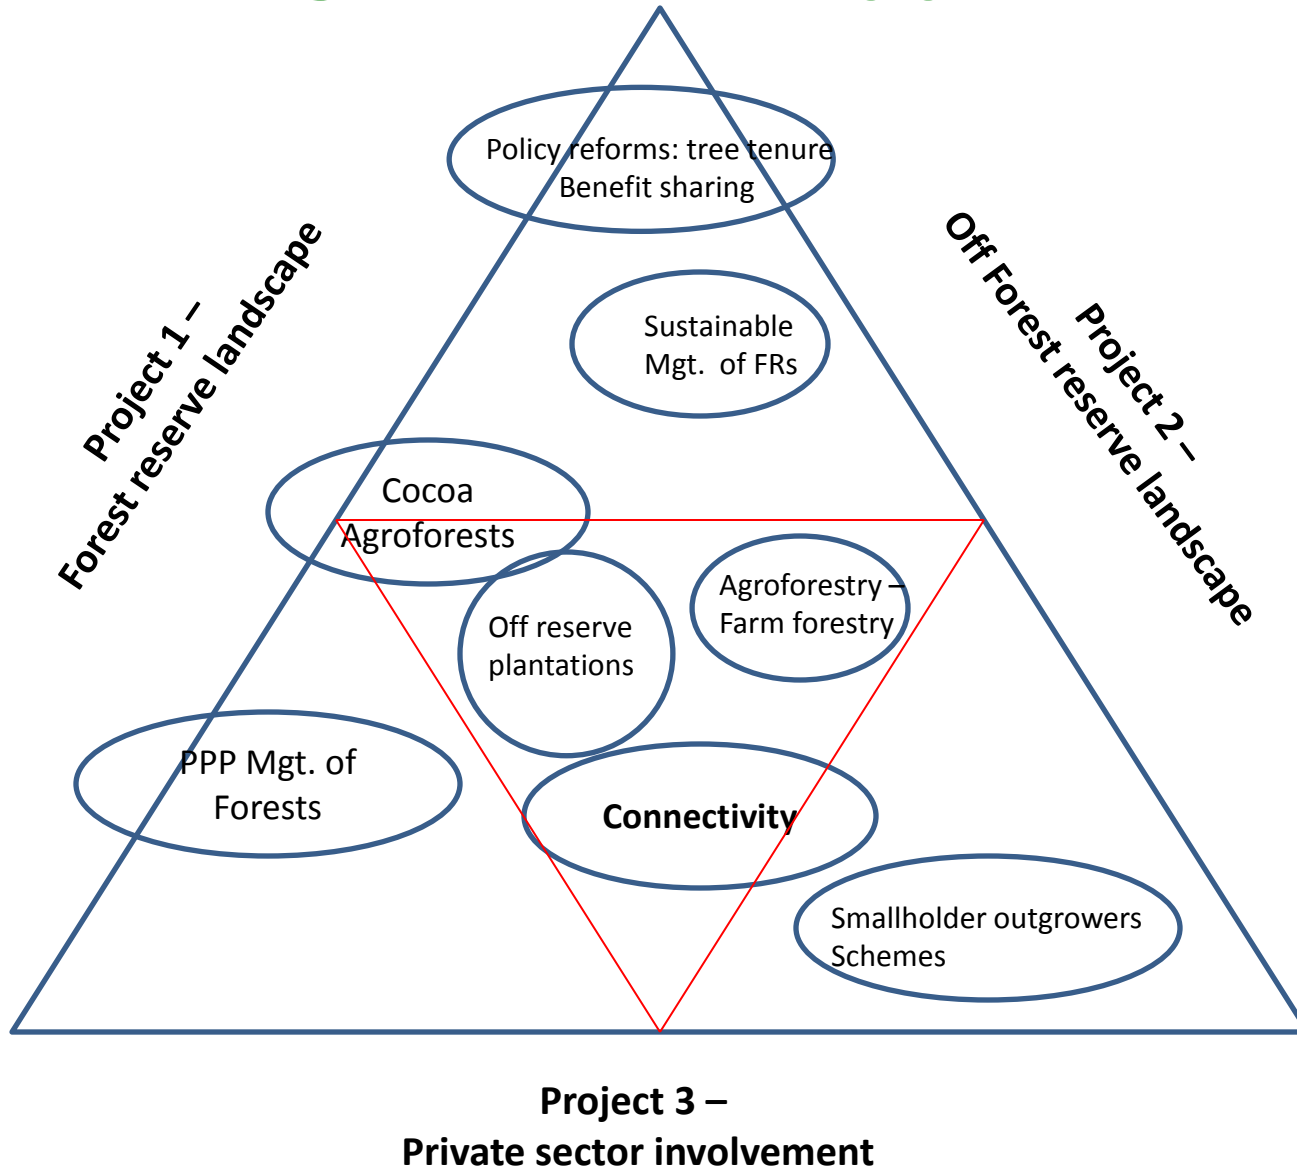 Policy reforms: tree tenure
Benefit sharing
Project 1 –
Forest reserve landscape
Project 2 –
Off Forest reserve landscape
Sustainable
Mgt. of FRs
Cocoa
Agroforests
Agroforestry –
Farm forestry
Off reserve
plantations
PPP Mgt. of
Forests
Connectivity
Smallholder outgrowers
Schemes
Project 3 –
Private sector involvement